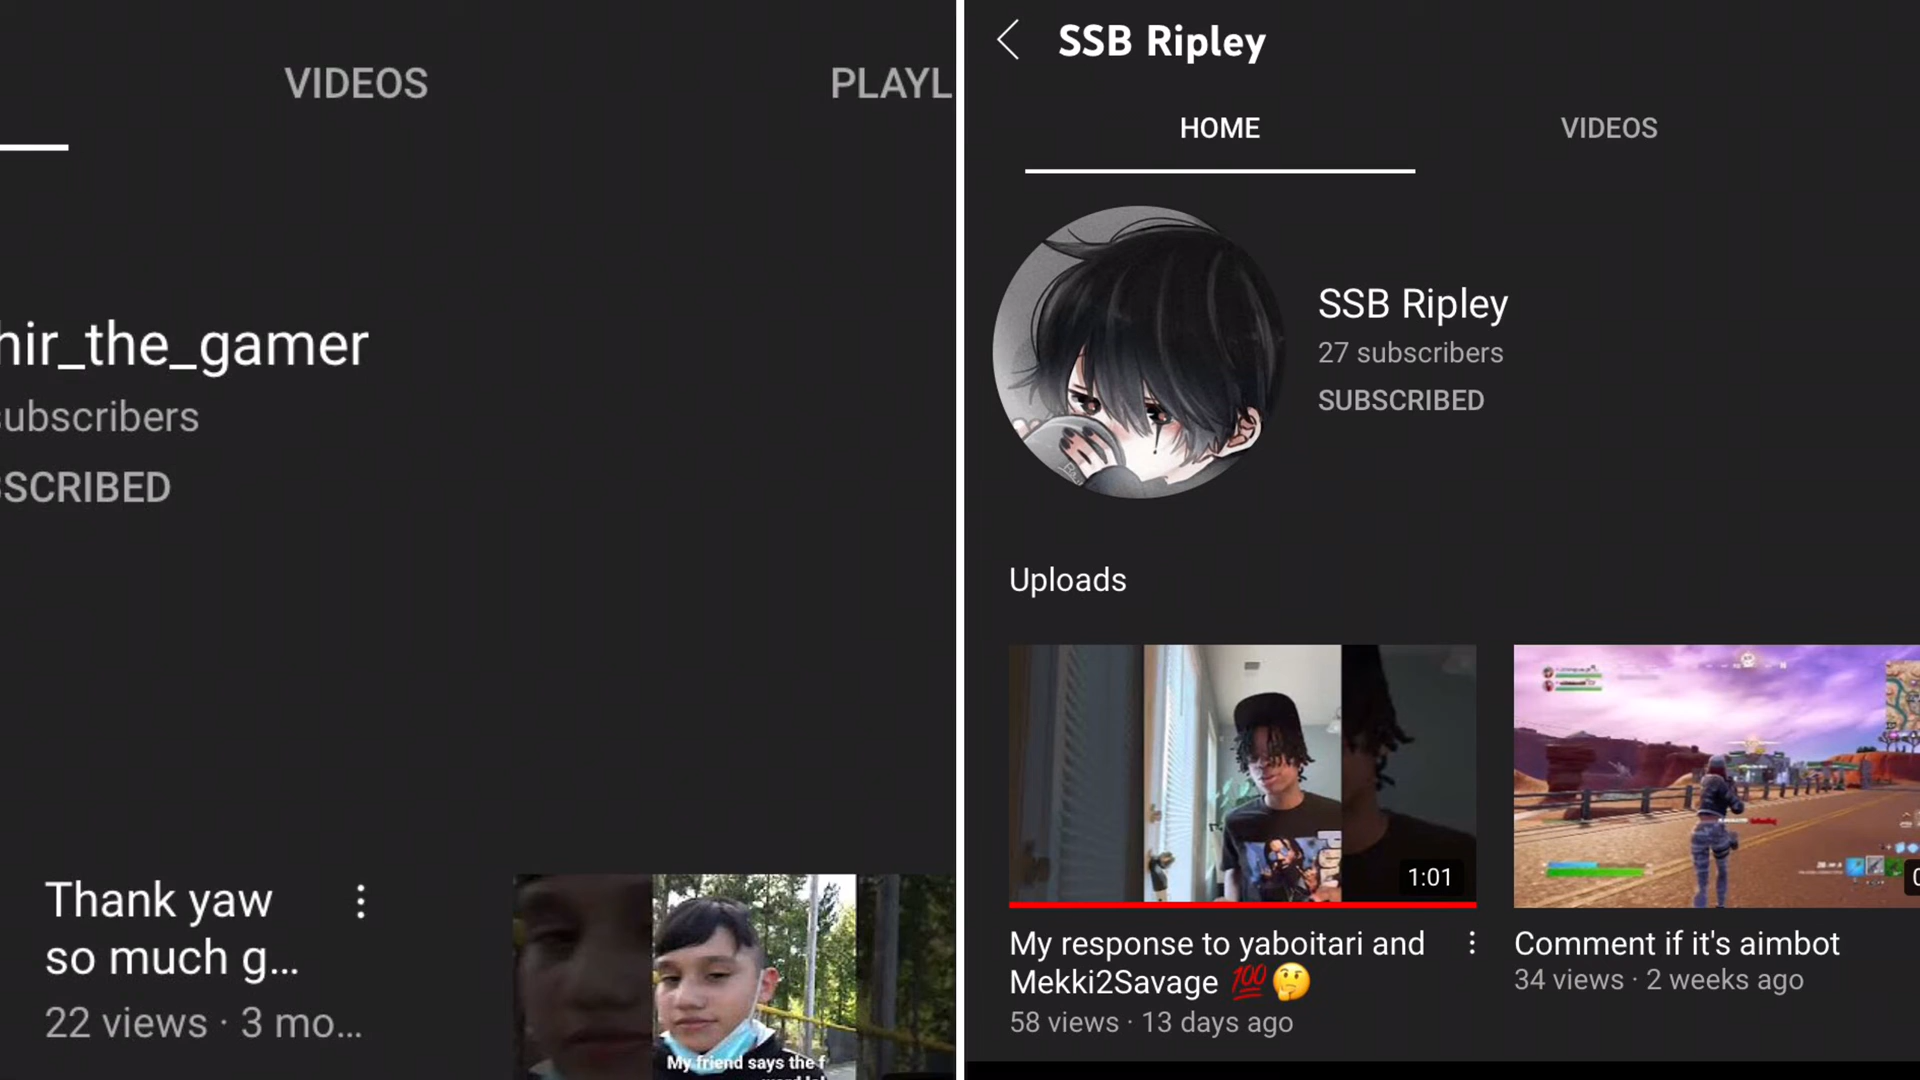 VIDEOS
PLAYL
hir_the_gamer
subscribers
SCRIBED
Thank yaw
so much g...
22 views · 3 mo...
My friend says the f
SSB Ripley
HOME
VIDEOS
SSB Ripley
27 subscribers
SUBSCRIBED
Uploads
1:01
My response to yaboitari and
Mekki2Savage 💯🤔
58 views · 13 days ago
Comment if it's aimbot
34 views · 2 weeks ago